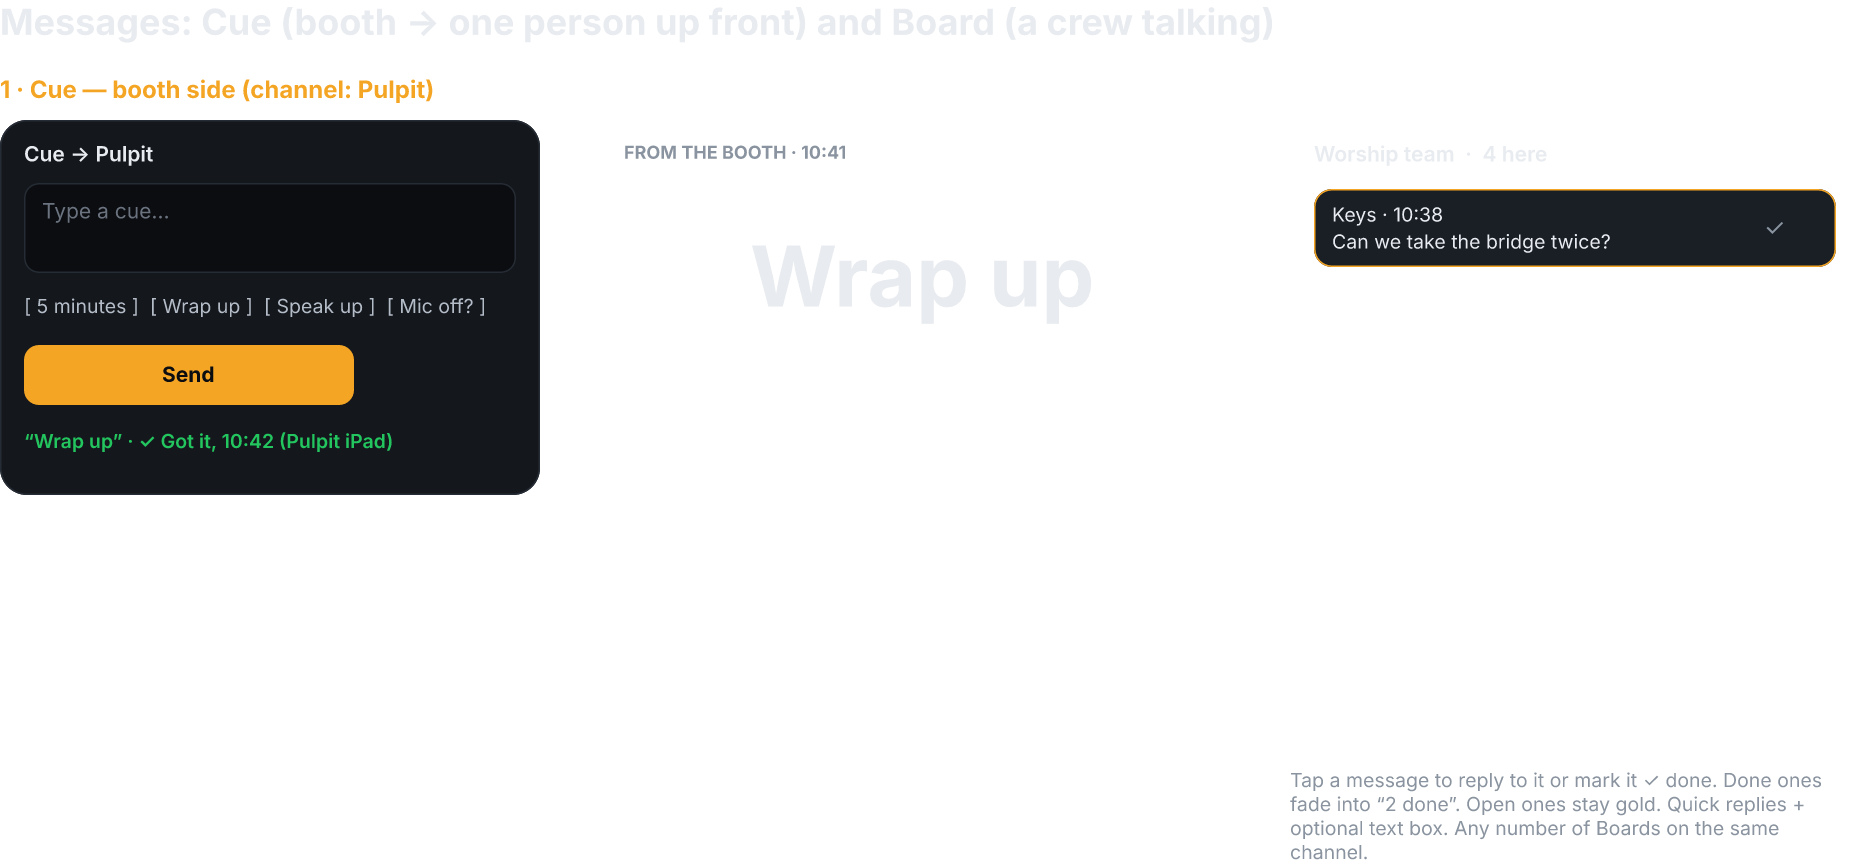 Messages: Cue (booth → one person up front) and Board (a crew talking)
1 · Cue — booth side (channel: Pulpit)
Cue → Pulpit
Type a cue...
[ 5 minutes ] [ Wrap up ] [ Speak up ] [ Mic off? ]
Send
“Wrap up” · ✓ Got it, 10:42 (Pulpit iPad)
FROM THE BOOTH · 10:41
Wrap up
Worship team · 4 here
Keys · 10:38
Can we take the bridge twice?
✓
Tap a message to reply to it or mark it ✓ done. Done ones
fade into “2 done”. Open ones stay gold. Quick replies +
optional text box. Any number of Boards on the same
channel.